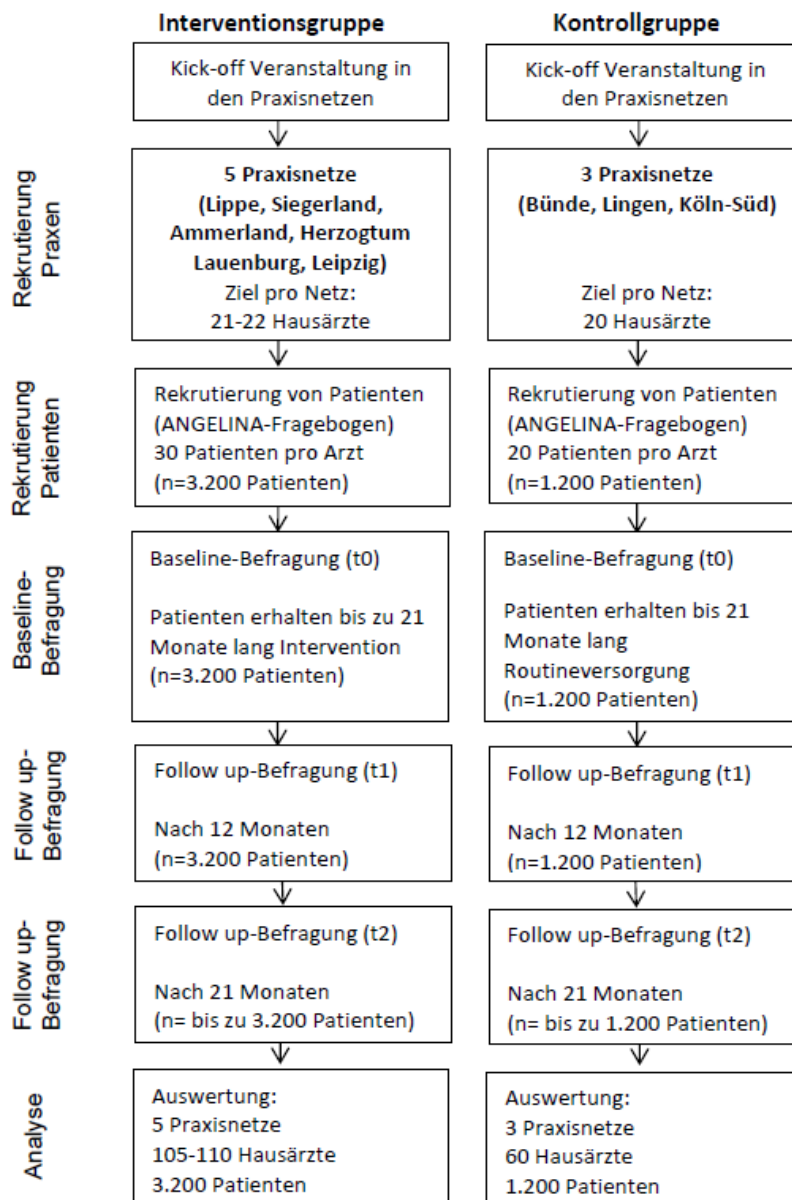 Interventionsgruppe
Kontrollgruppe
Kick-off Veranstaltung in
den Praxisnetzen
Kick-off Veranstaltung in
den Praxisnetzen
Rekrutierung
Praxen
5 Praxisnetze
(Lippe, Siegerland,
Ammerland, Herzogtum
Lauenburg, Leipzig)
Ziel pro Netz:
21-22 Hausärzte
3 Praxisnetze
(Bünde, Lingen, Köln-Süd)
Ziel pro Netz:
20 Hausärzte
Rekrutierung
Patienten
Rekrutierung von Patienten
(ANGELINA-Fragebogen)
30 Patienten pro Arzt
(n=3.200 Patienten)
Rekrutierung von Patienten
(ANGELINA-Fragebogen)
20 Patienten pro Arzt
(n=1.200 Patienten)
Baseline-
Befragung
Baseline-Befragung (t0)
Patienten erhalten bis zu 21
Monate lang Intervention
(n=3.200 Patienten)
Baseline-Befragung (t0)
Patienten erhalten bis 21
Monate lang
Routineversorgung
(n=1.200 Patienten)
Follow up-
Befragung
Follow up-Befragung (t1)
Nach 12 Monaten
(n=3.200 Patienten)
Follow up-Befragung (t1)
Nach 12 Monaten
(n=1.200 Patienten)
Follow up-
Befragung
Follow up-Befragung (t2)
Nach 21 Monaten
(n= bis zu 3.200 Patienten)
Follow up-Befragung (t2)
Nach 21 Monaten
(n= bis zu 1.200 Patienten)
Analyse
Auswertung:
5 Praxisnetze
105-110 Hausärzte
3.200 Patienten
Auswertung:
3 Praxisnetze
60 Hausärzte
1.200 Patienten